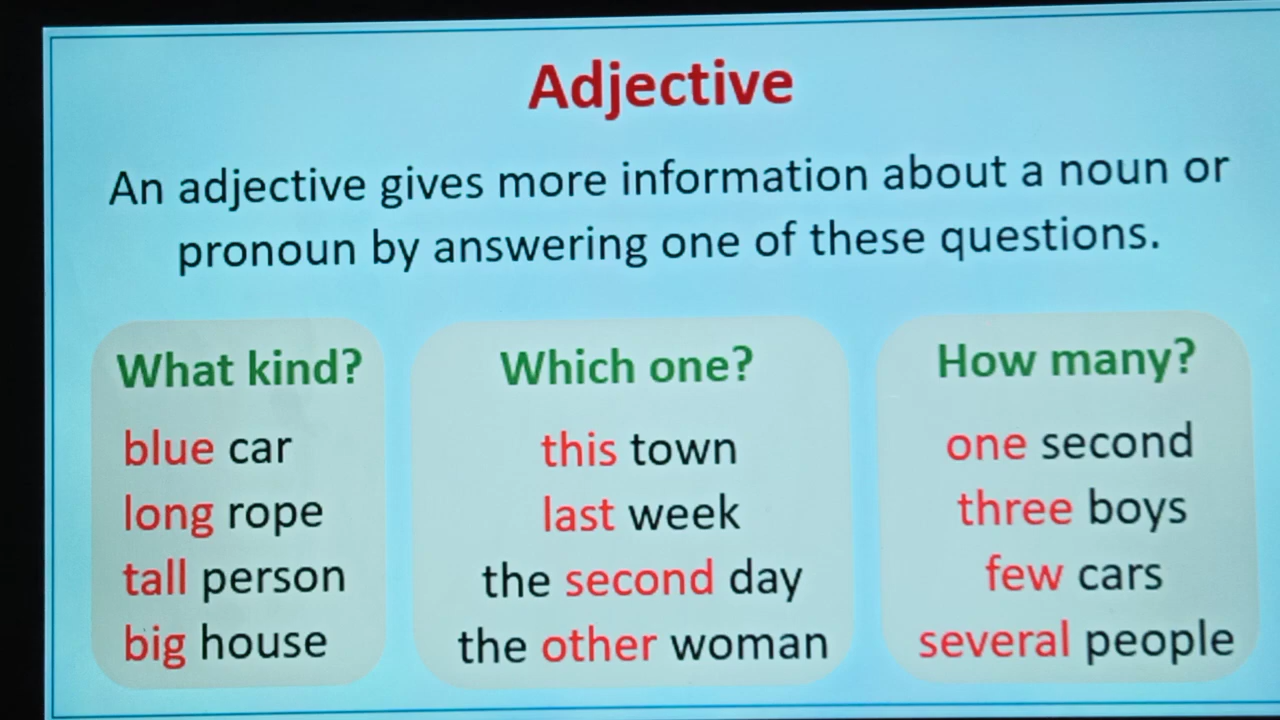 Adjective
An adjective gives more information about a noun or
pronoun by answering one of these questions.
What kind?
blue car
long rope
tall person
big house
Which one?
this town
last week
the second day
the other woman
How many?
one second
three boys
few cars
several people